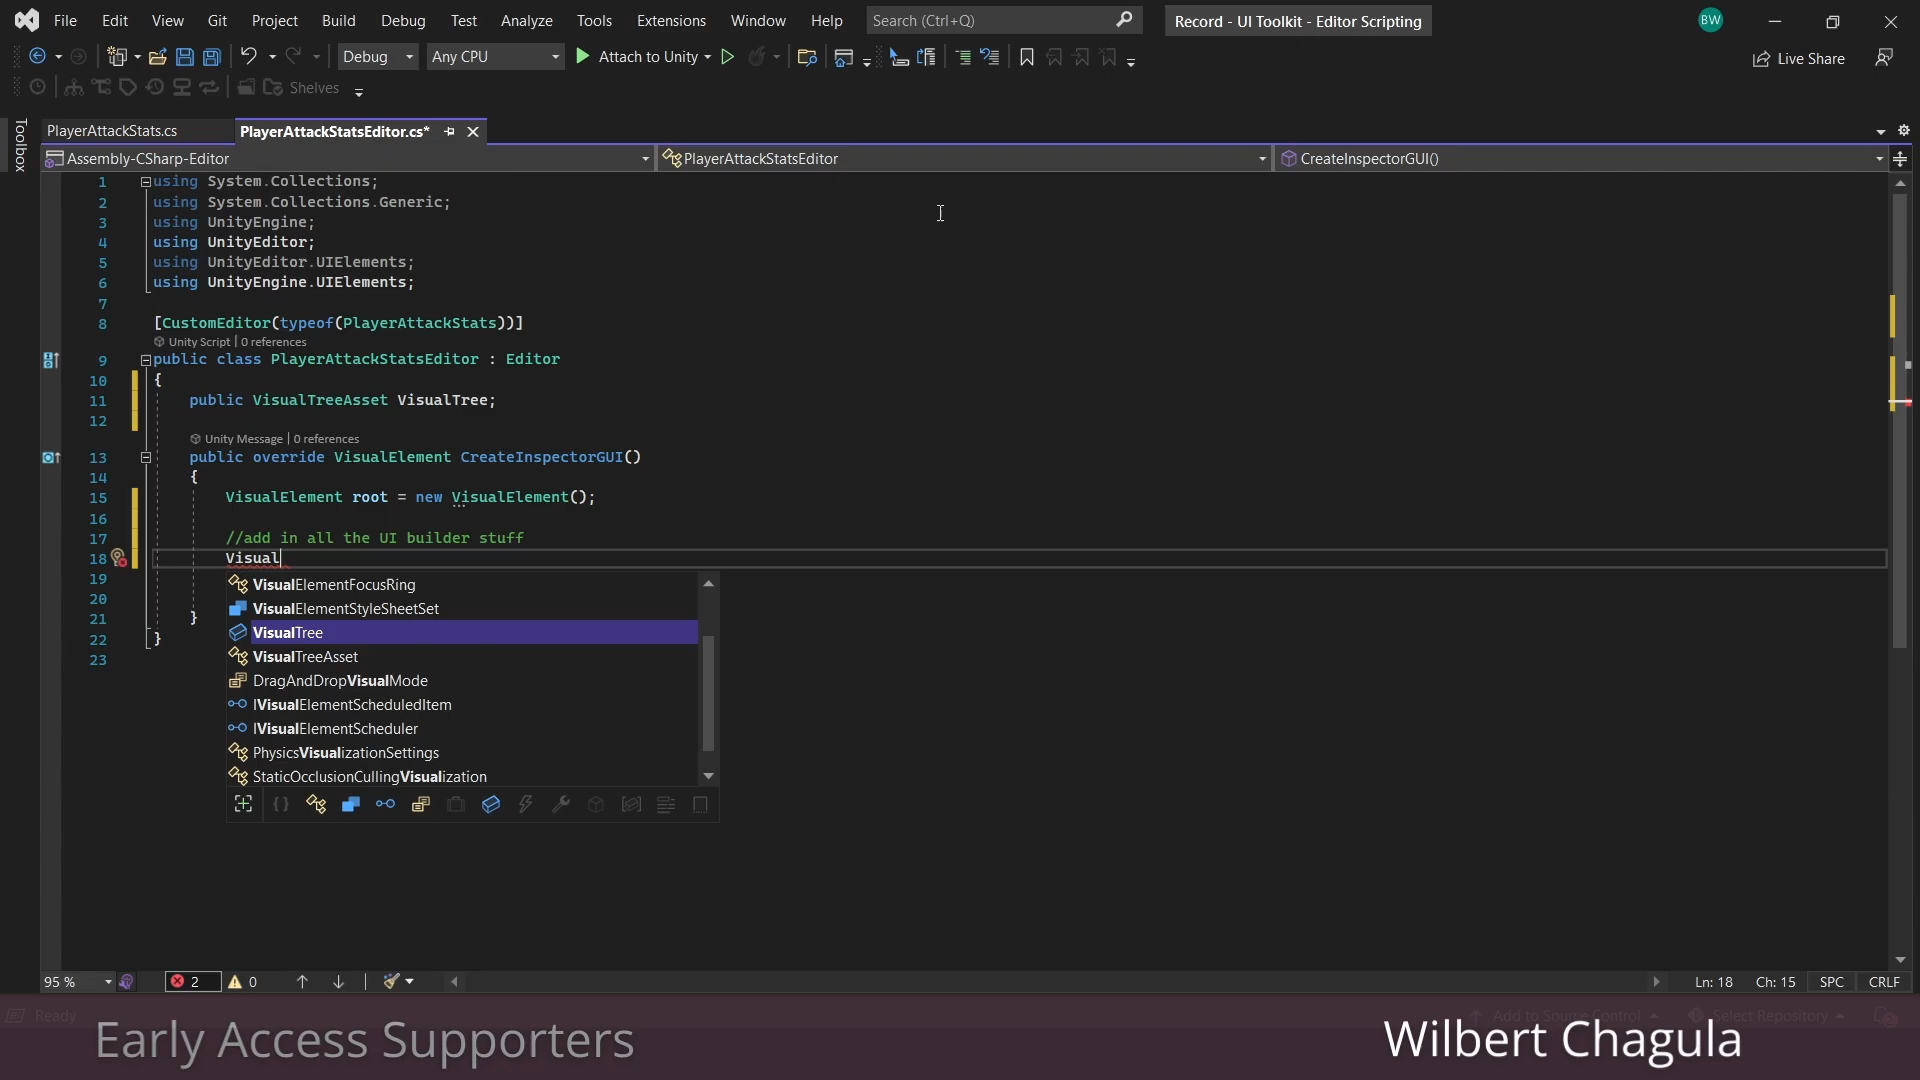 File Edit View Git Project Build Debug Test Analyze Tools Extensions Window Help Search (Ctrl+Q) Record - UI Toolkit - Editor Scripting BW
Debug Any CPU Attach to Unity Live Share
Shelves
Toolbox
PlayerAttackStats.cs PlayerAttackStatsEditor.cs*
Assembly-CSharp-Editor PlayerAttackStatsEditor CreateInspectorGUI()
1 using System.Collections;
2 using System.Collections.Generic;
3 using UnityEngine;
4 using UnityEditor;
5 using UnityEditor.UIElements;
6 using UnityEngine.UIElements;
7
8 [CustomEditor(typeof(PlayerAttackStats))]
Unity Script | 0 references
9 public class PlayerAttackStatsEditor : Editor
10 {
11 public VisualTreeAsset VisualTree;
12
Unity Message | 0 references
13 public override VisualElement CreateInspectorGUI()
14 {
15 VisualElement root = new VisualElement();
16
17 //add in all the UI builder stuff
18 Visual
19
20
21 }
22 }
23
VisualElementFocusRing
VisualElementStyleSheetSet
VisualTree
VisualTreeAsset
DragAndDropVisualMode
IVisualElementScheduledItem
IVisualElementScheduler
PhysicsVisualizationSettings
StaticOcclusionCullingVisualization
95 % 2 0 Ln: 18 Ch: 15 SPC CRLF
Ready Add to Source Control Select Repository
Early Access Supporters Wilbert Chagula